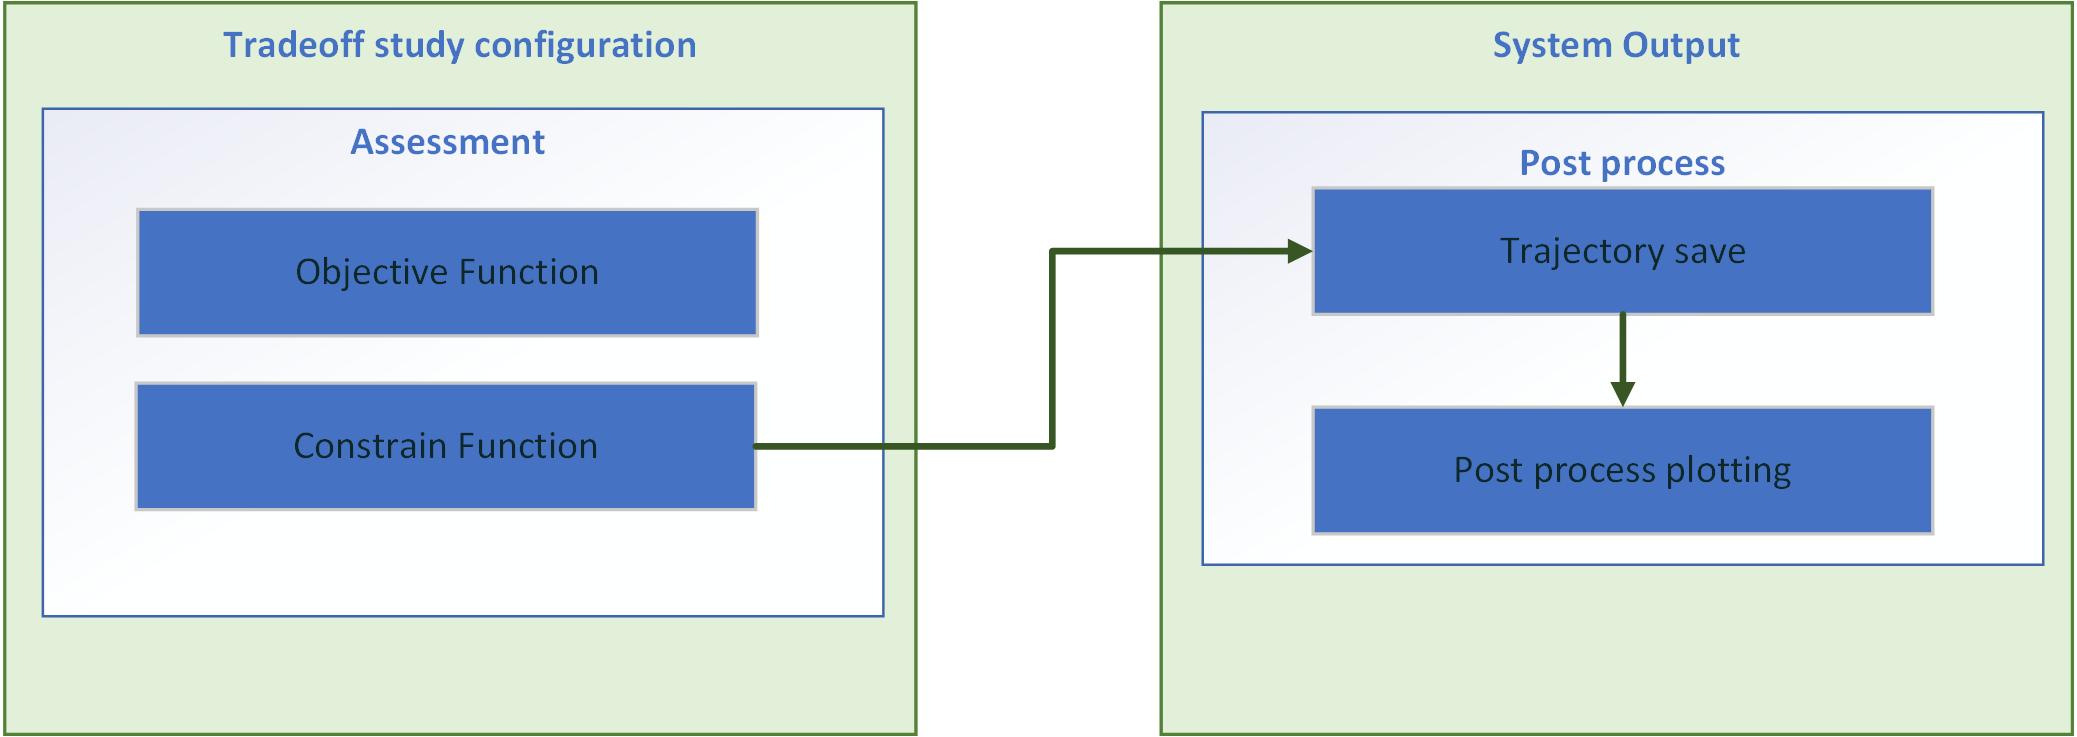 Tradeoff study configuration
Assessment
Objective Function
Constrain Function
System Output
Post process
Trajectory save
Post process plotting